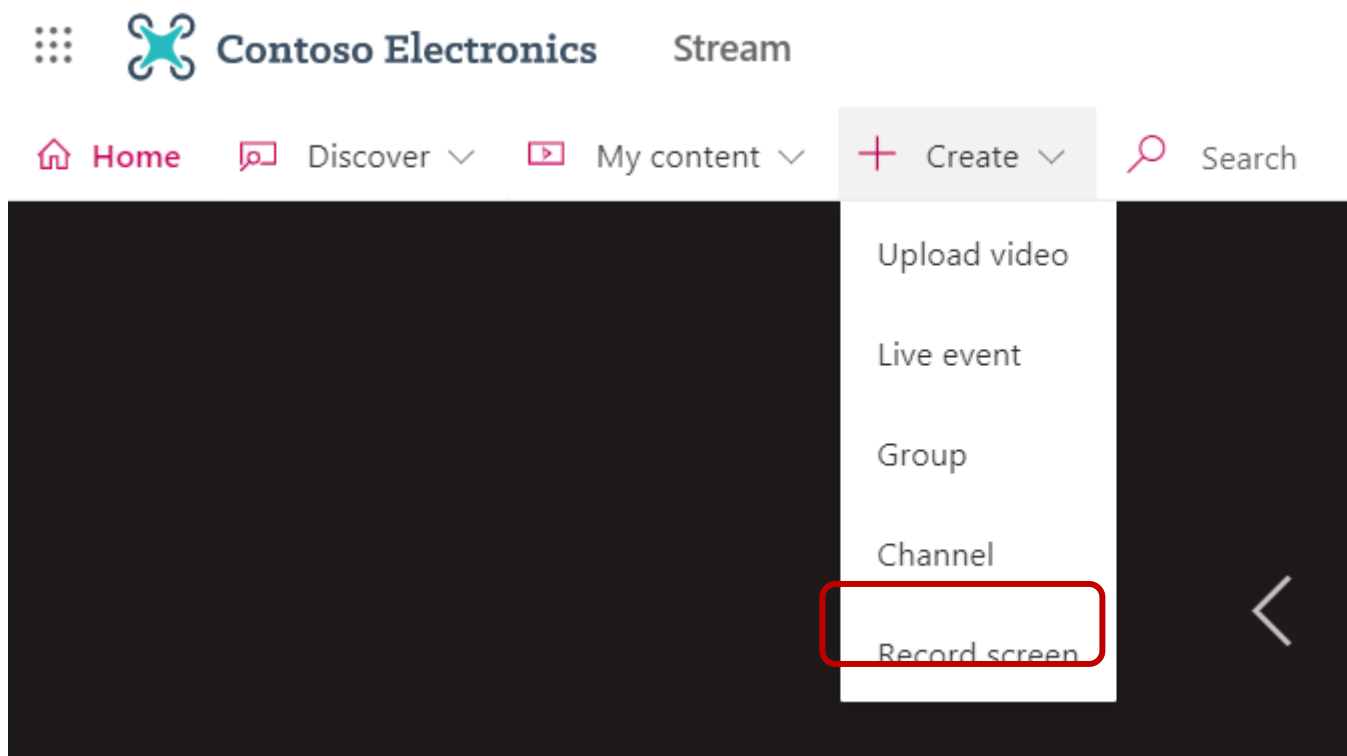 Contoso Electronics Stream
Home Discover My content Create Search
Upload video
Live event
Group
Channel
Record screen